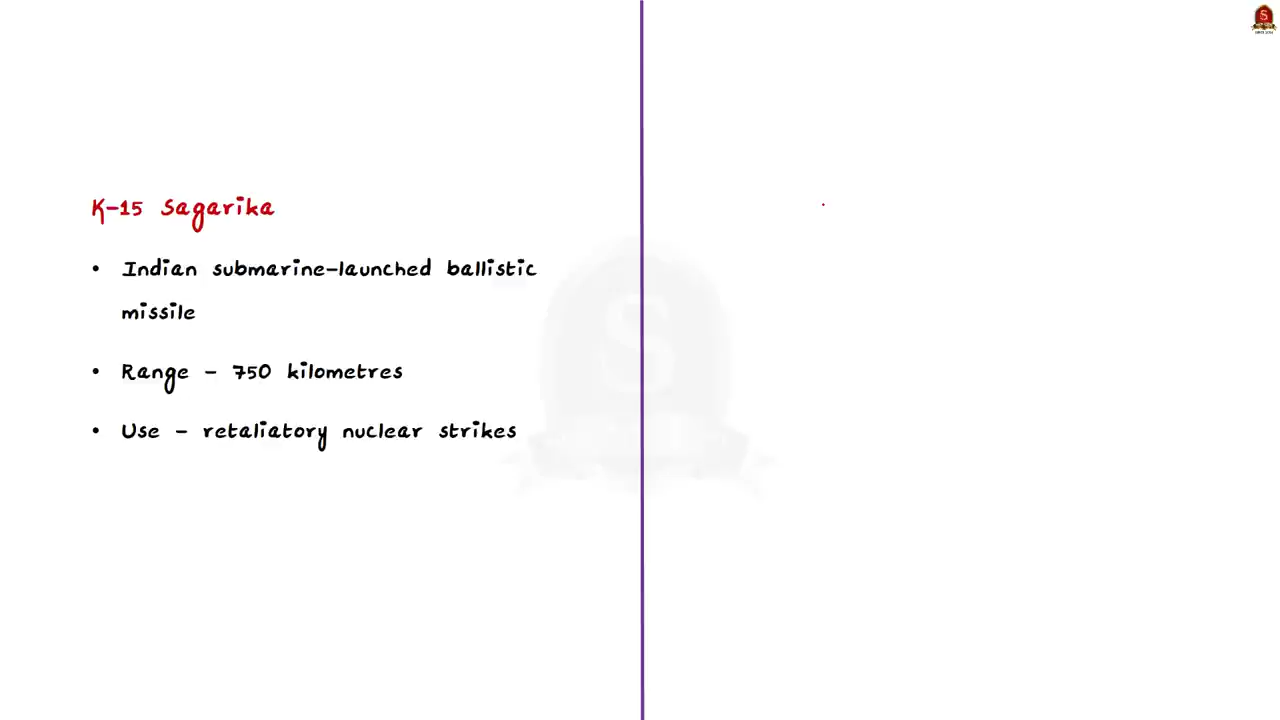 K-15 Sagarika
• Indian submarine-launched ballistic
missile
• Range - 750 kilometres
• Use - retaliatory nuclear strikes
S